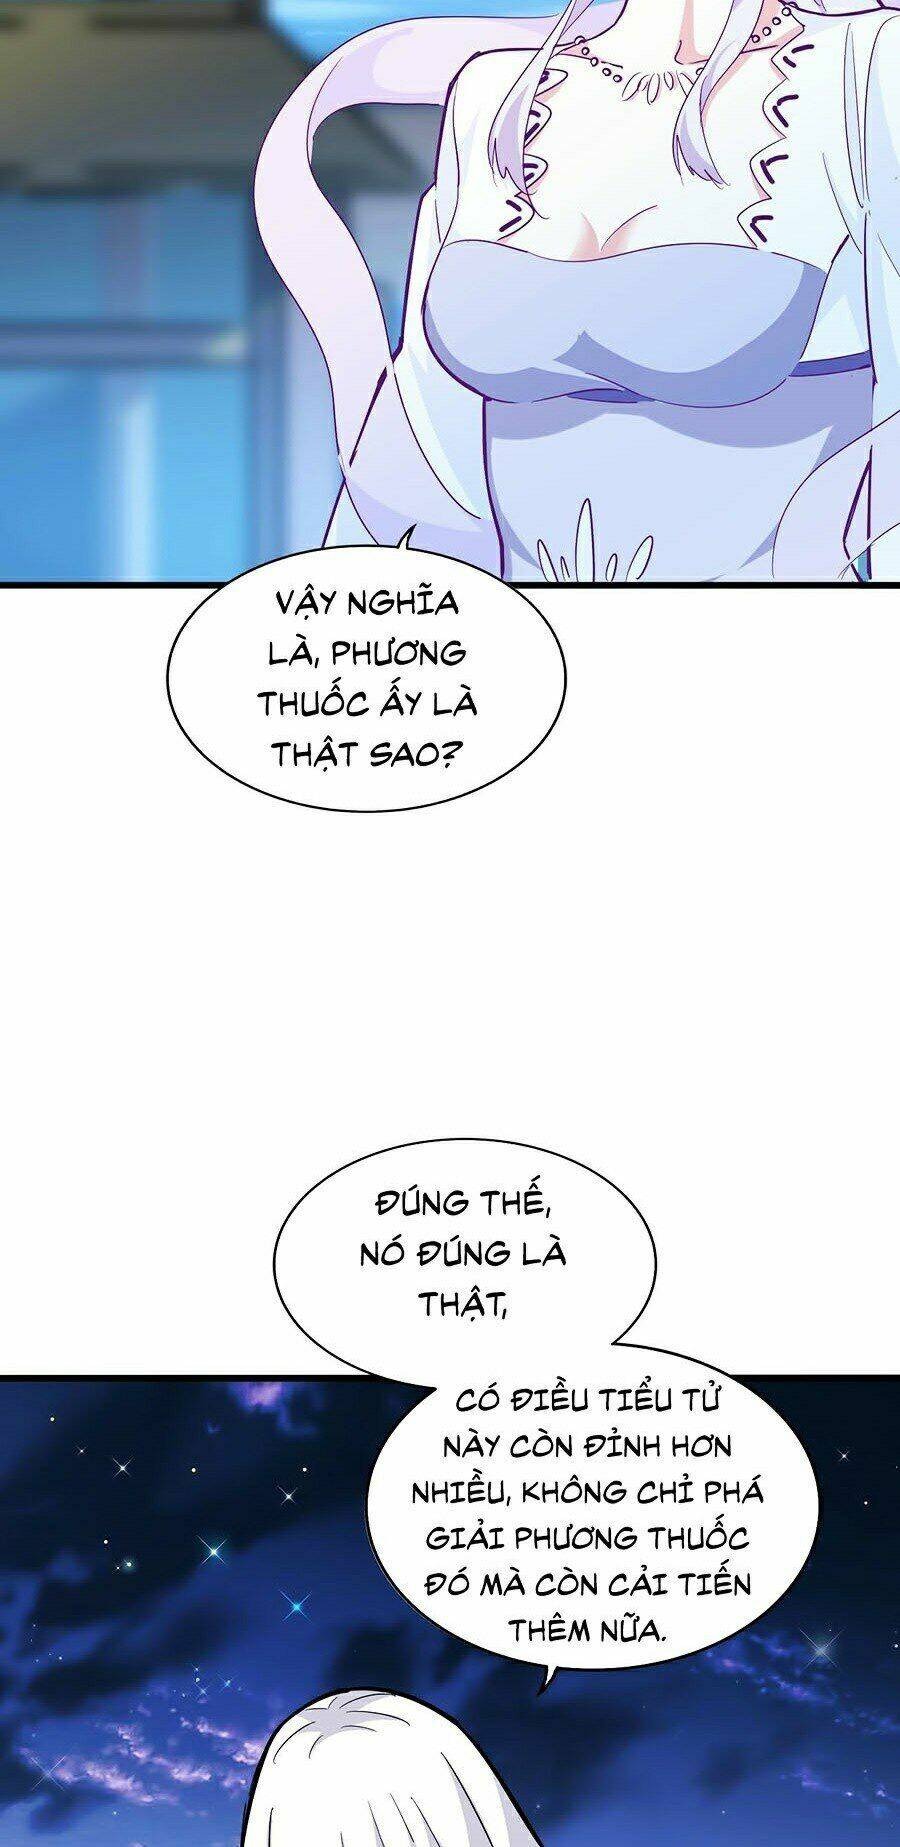 VẬY NGHĨA
LÀ, PHƯƠNG
THUỐC ẤY LÀ
THẬT SAO?
ĐÚNG THẾ,
NÓ ĐÚNG LÀ
THẬT,
CÓ ĐIỀU TIỂU TỬ
NÀY CÒN ĐỈNH HƠN
NHIỀU, KHÔNG CHỈ PHÁ
GIẢI PHƯƠNG THUỐC
ĐÓ MÀ CÒN CẢI TIẾN
THÊM NỮA.